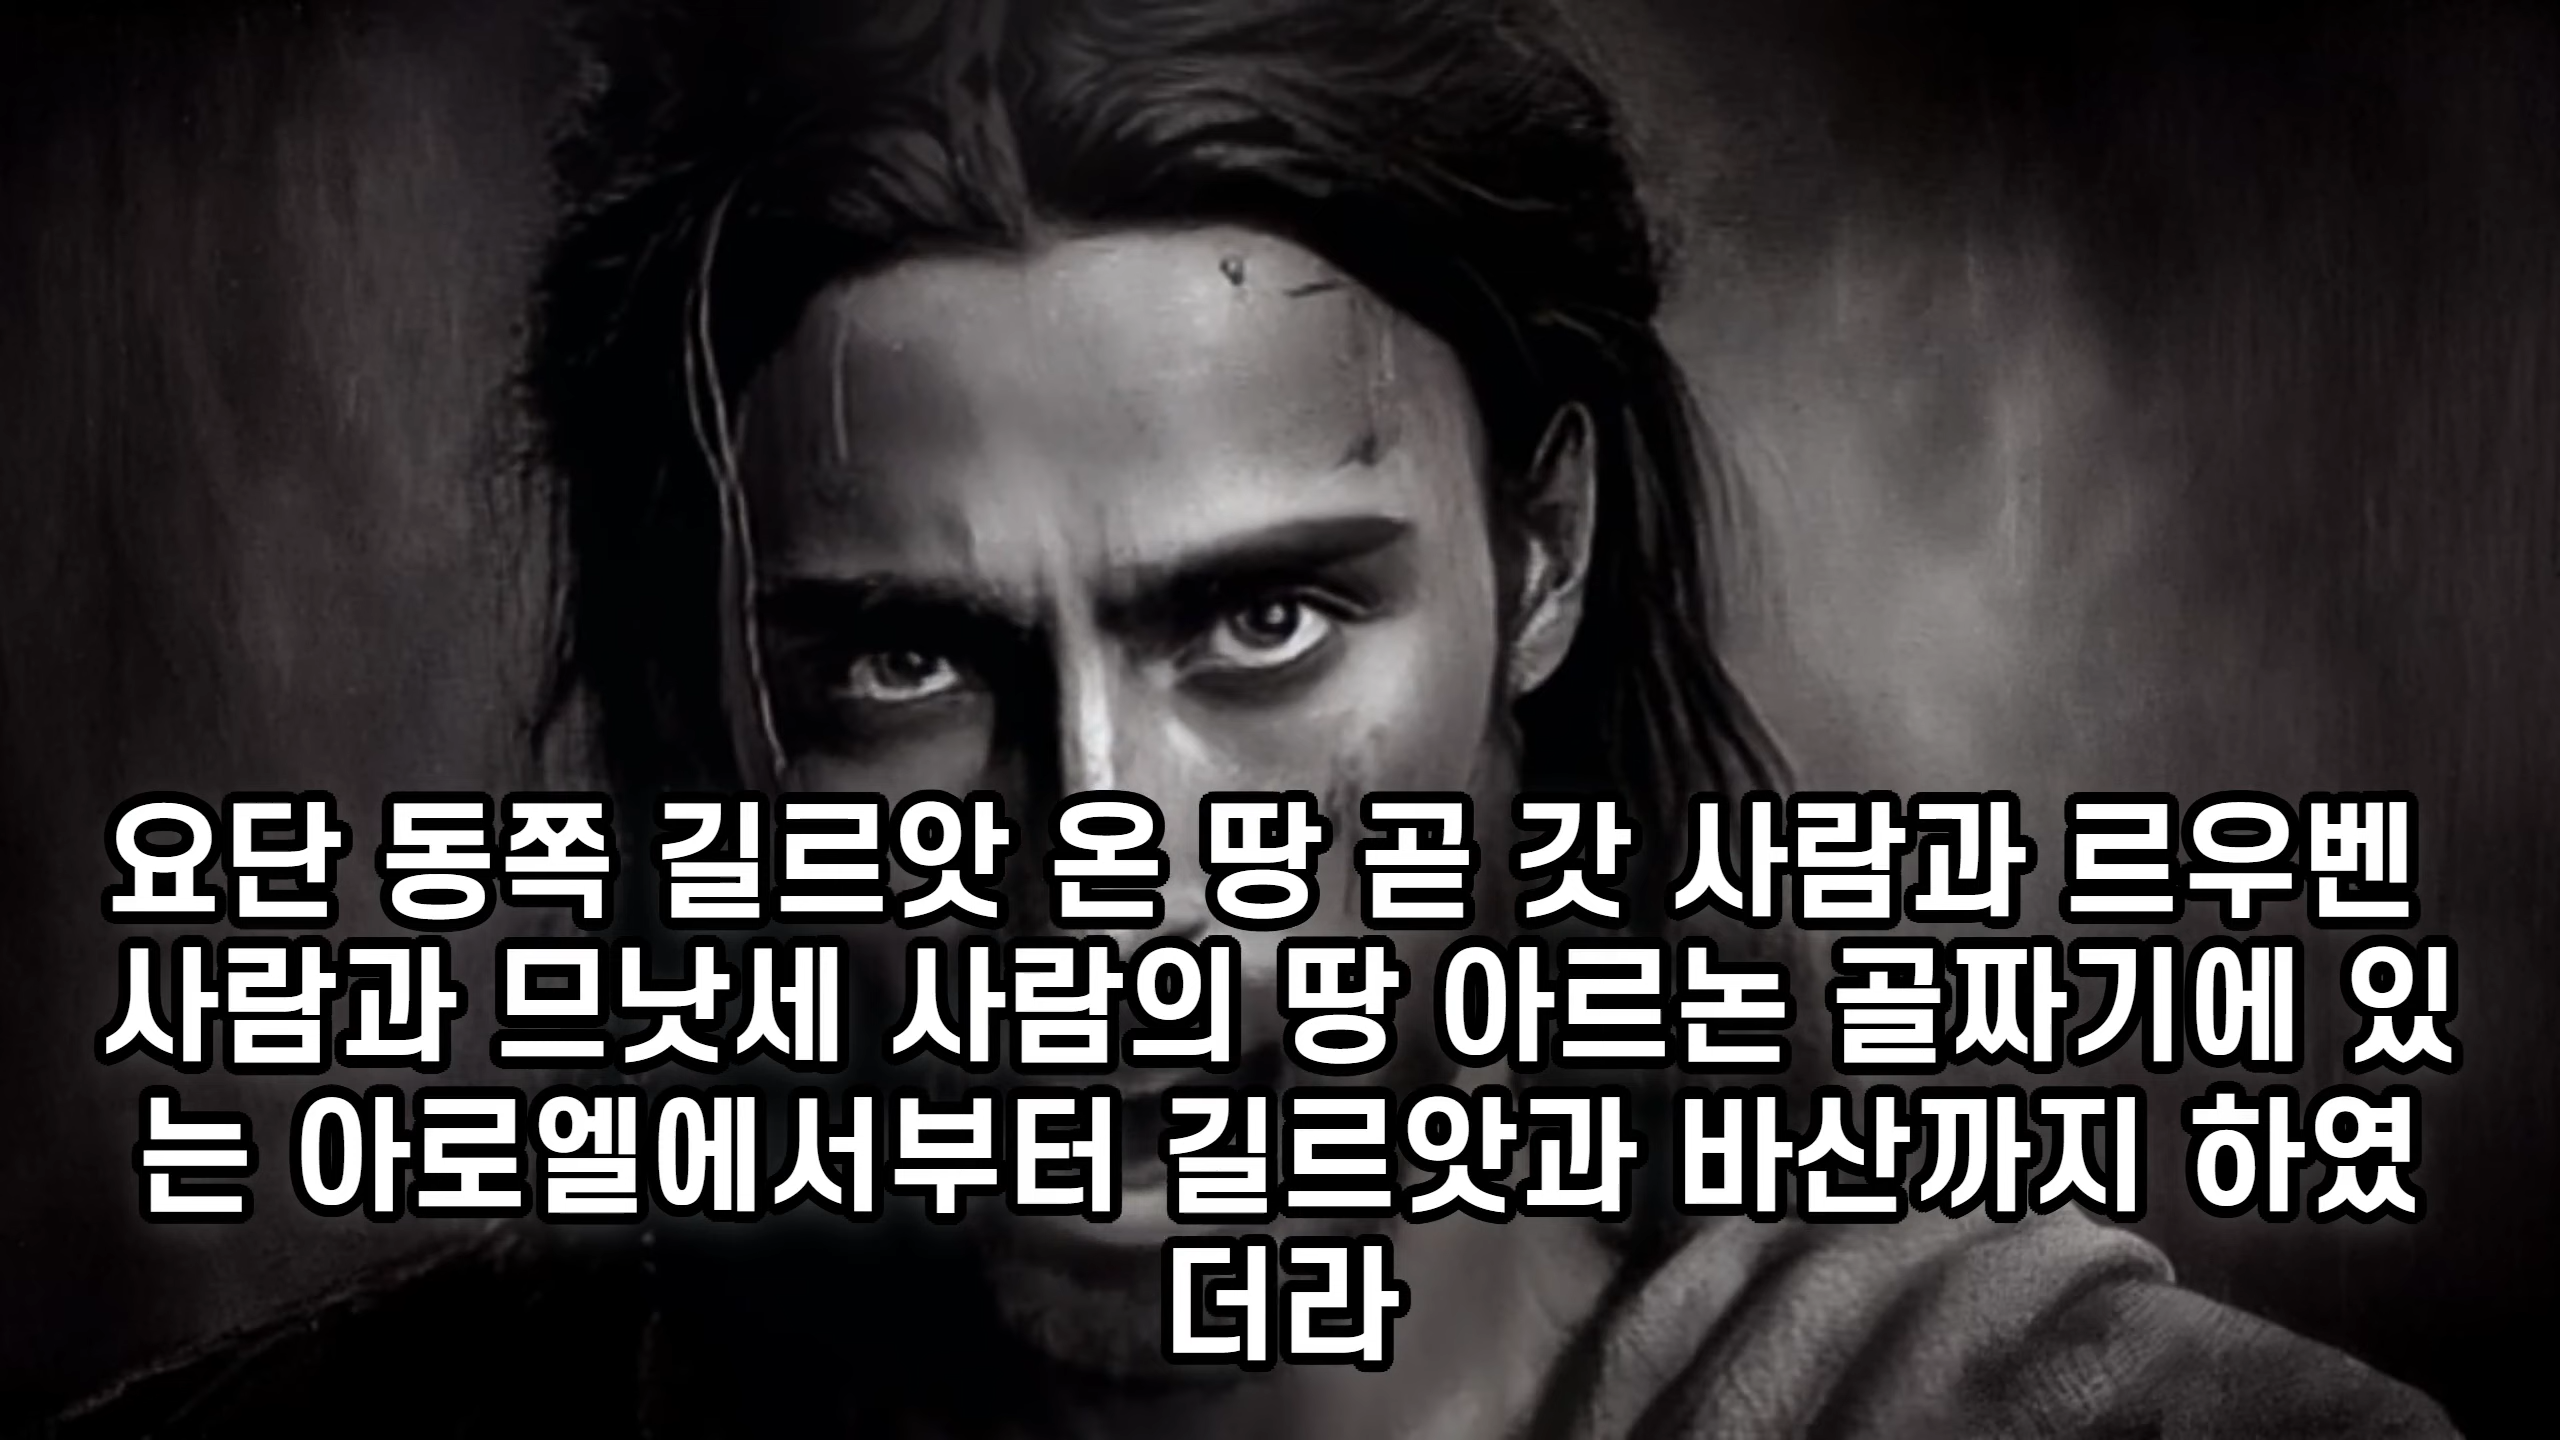 요단 동쪽 길르앗 온 땅 곧 갓 사람과 르우벤
사람과 므낫세 사람의 땅 아르논 골짜기에 있
는 아로엘에서부터 길르앗과 바산까지 하였
더라